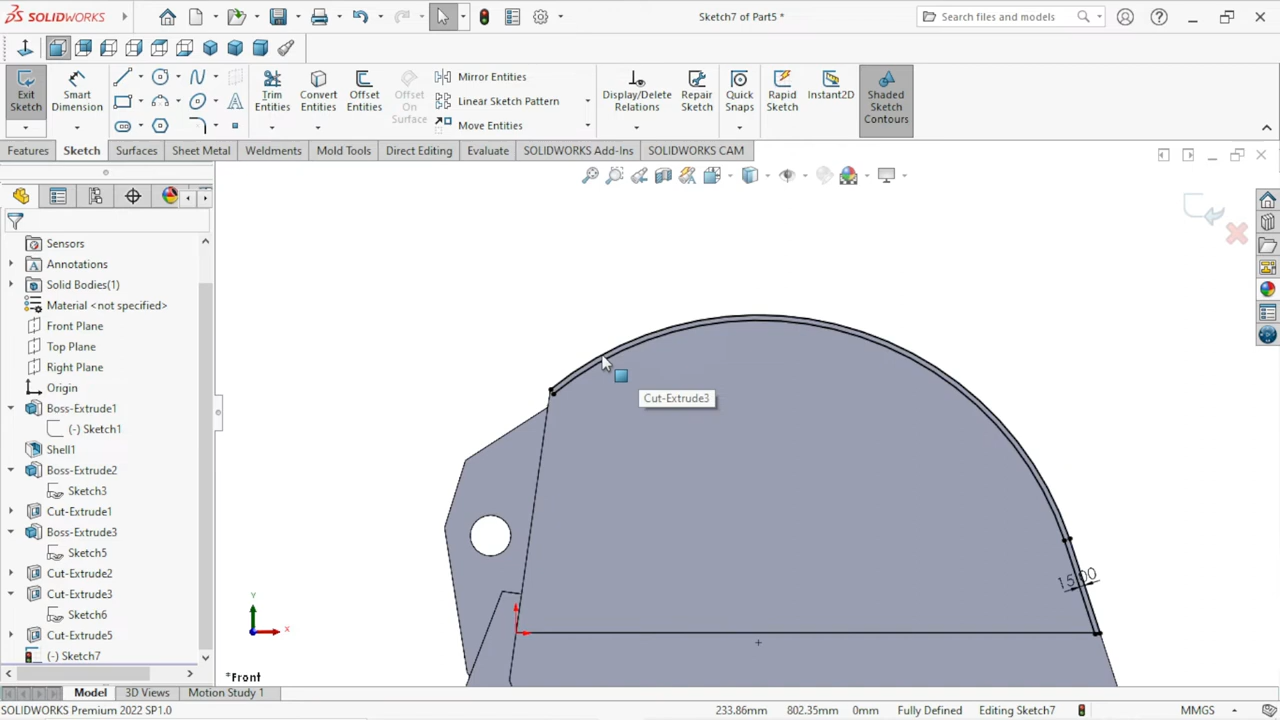 SOLIDWORKS
Sketch7 of Part5 *
Search files and models
Exit Sketch
Smart Dimension
Trim Entities
Convert Entities
Offset Entities
Offset On Surface
Mirror Entities
Linear Sketch Pattern
Move Entities
Display/Delete Relations
Repair Sketch
Quick Snaps
Rapid Sketch
Instant2D
Shaded Sketch Contours
Features
Sketch
Surfaces
Sheet Metal
Weldments
Mold Tools
Direct Editing
Evaluate
SOLIDWORKS Add-Ins
SOLIDWORKS CAM
Sensors
Annotations
Solid Bodies(1)
Material <not specified>
Front Plane
Top Plane
Right Plane
Origin
Boss-Extrude1
(-) Sketch1
Shell1
Boss-Extrude2
Sketch3
Cut-Extrude1
Boss-Extrude3
Sketch5
Cut-Extrude2
Cut-Extrude3
Sketch6
Cut-Extrude5
(-) Sketch7
Cut-Extrude3
15.00
Y
X
*Front
Model
3D Views
Motion Study 1
SOLIDWORKS Premium 2022 SP1.0
233.86mm
802.35mm
0mm
Fully Defined
Editing Sketch7
MMGS